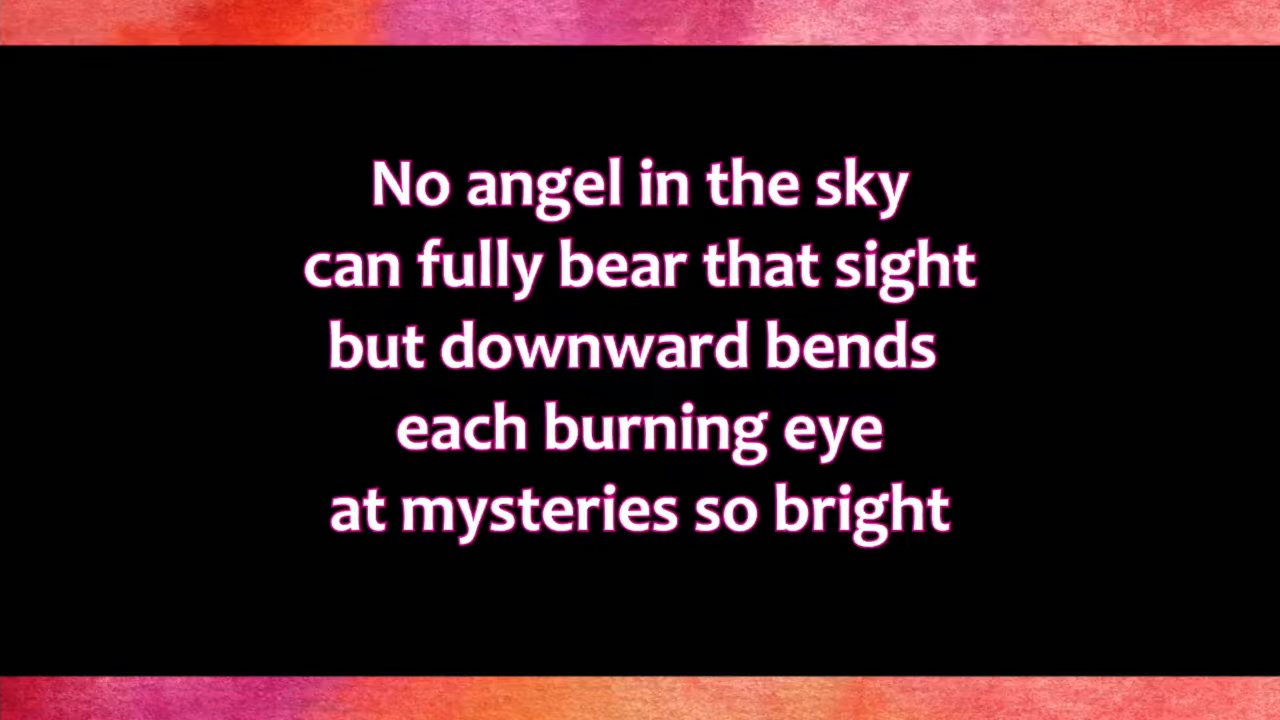 No angel in the sky
can fully bear that sight
but downward bends
each burning eye
at mysteries so bright